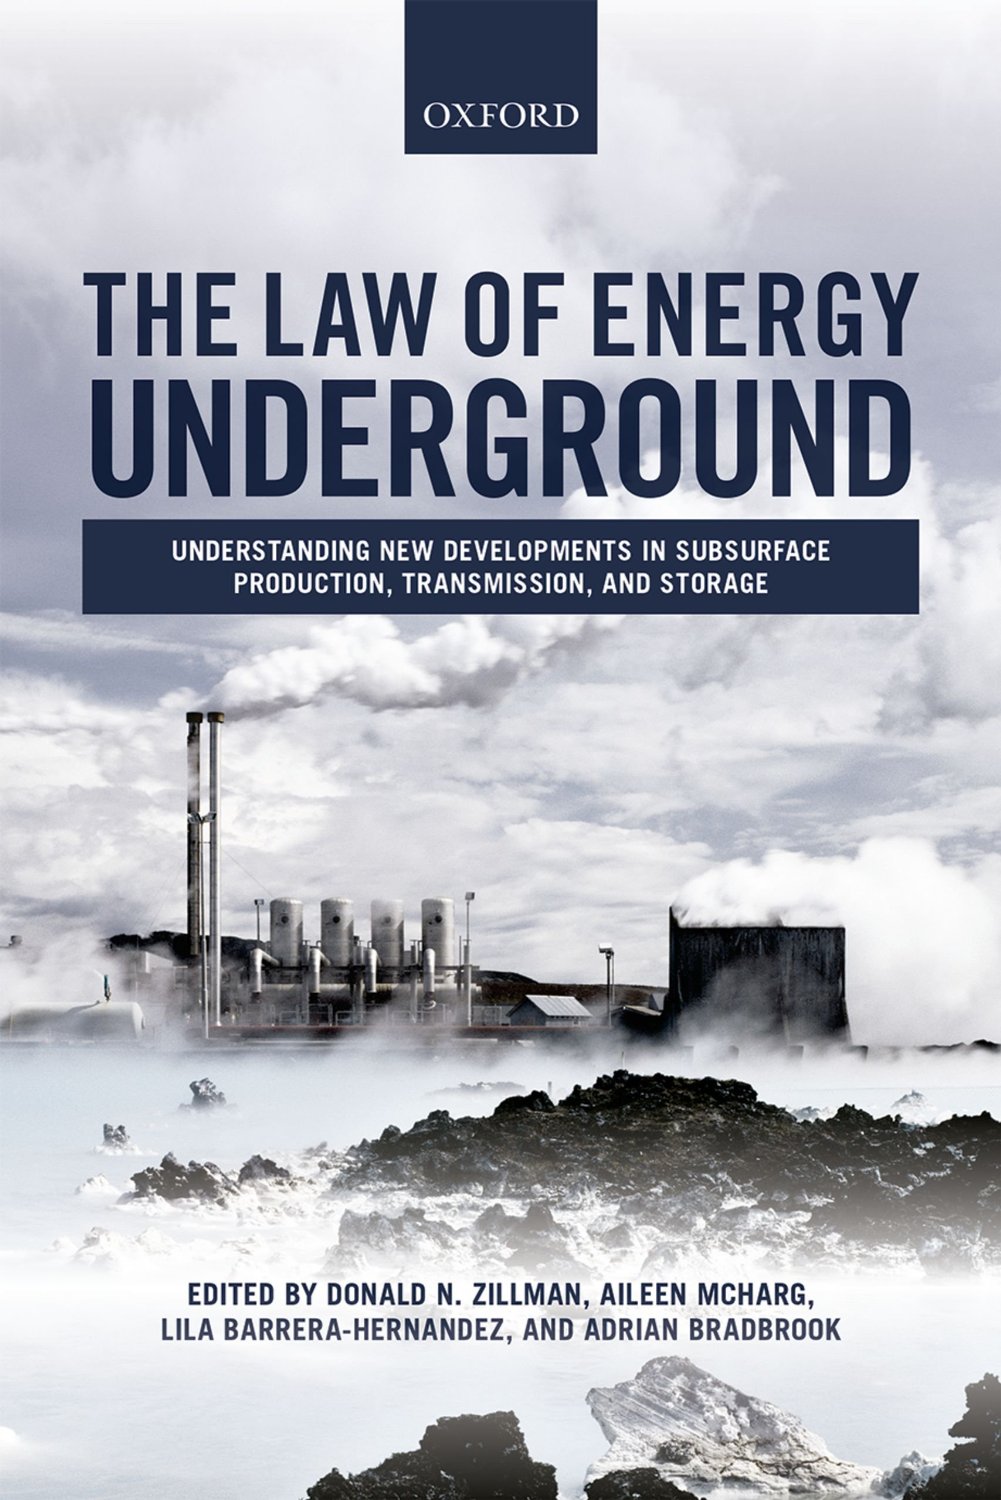 OXFORD
THE LAW OF ENERGY
UNDERGROUND
UNDERSTANDING NEW DEVELOPMENTS IN SUBSURFACE
PRODUCTION, TRANSMISSION, AND STORAGE
EDITED BY DONALD N. ZILLMAN, AILEEN MCHARG,
LILA BARRERA-HERNANDEZ, AND ADRIAN BRADBROOK